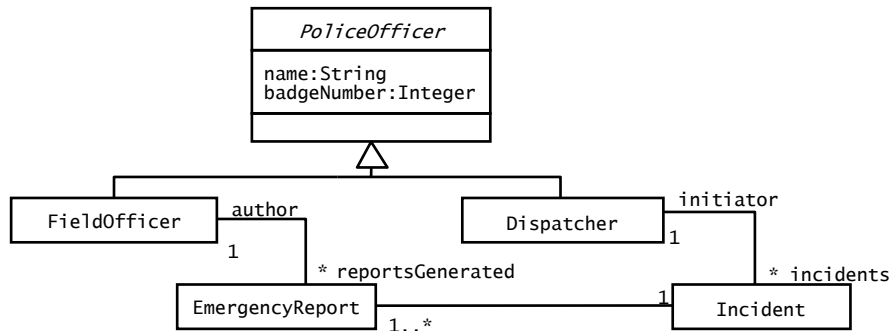 PoliceOfficer
name:String
badgeNumber:Integer
FieldOfficer
author
1
Dispatcher
initiator
1
* reportsGenerated
* incidents
EmergencyReport
1..*
1
Incident